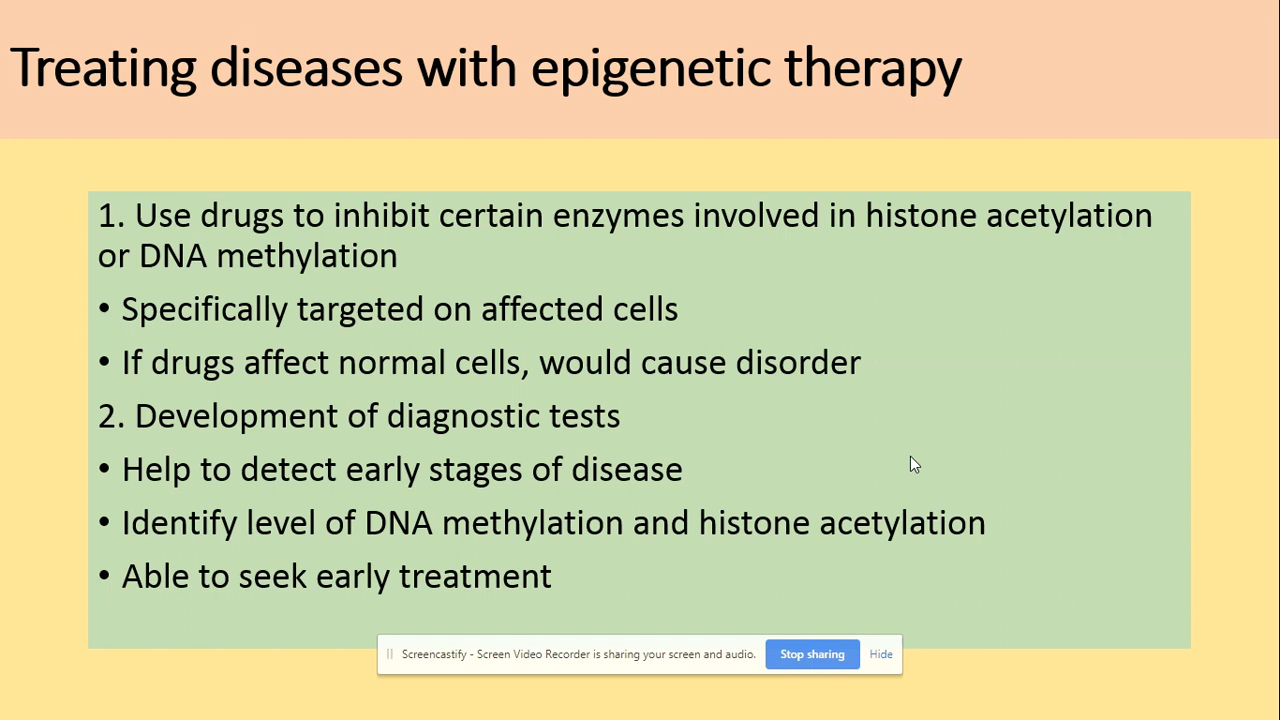 Treating diseases with epigenetic therapy
1. Use drugs to inhibit certain enzymes involved in histone acetylation
or DNA methylation
• Specifically targeted on affected cells
• If drugs affect normal cells, would cause disorder
2. Development of diagnostic tests
• Help to detect early stages of disease
• Identify level of DNA methylation and histone acetylation
• Able to seek early treatment
Screencastify - Screen Video Recorder is sharing your screen and audio. Stop sharing Hide